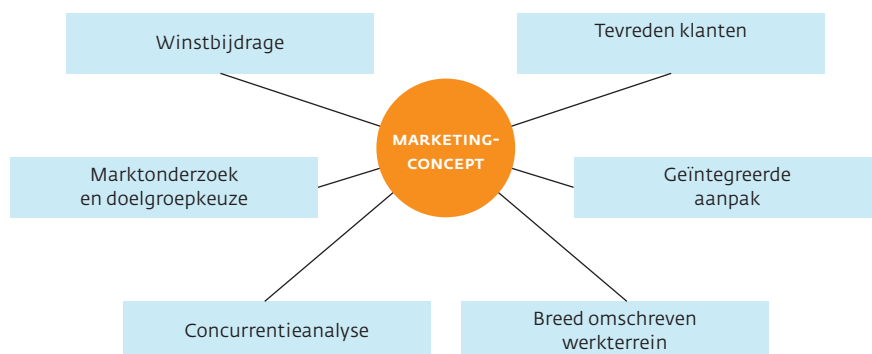 Winstbijdrage
Tevreden klanten
MARKETING-
CONCEPT
Marktonderzoek
en doelgroepkeuze
Geïntegreerde
aanpak
Concurrentieanalyse
Breed omschreven
werkterrein